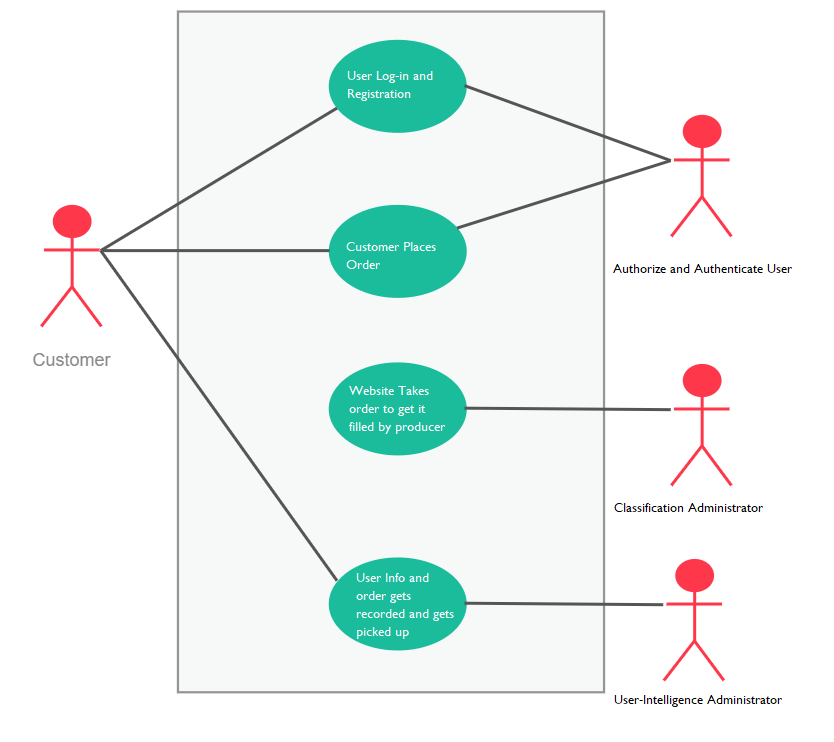 User Log-in and
Registration
Customer Places
Order
Authorize and Authenticate User
Customer
Website Takes
order to get it
filled by producer
Classification Administrator
User Info and
order gets
recorded and gets
picked up
User-Intelligence Administrator